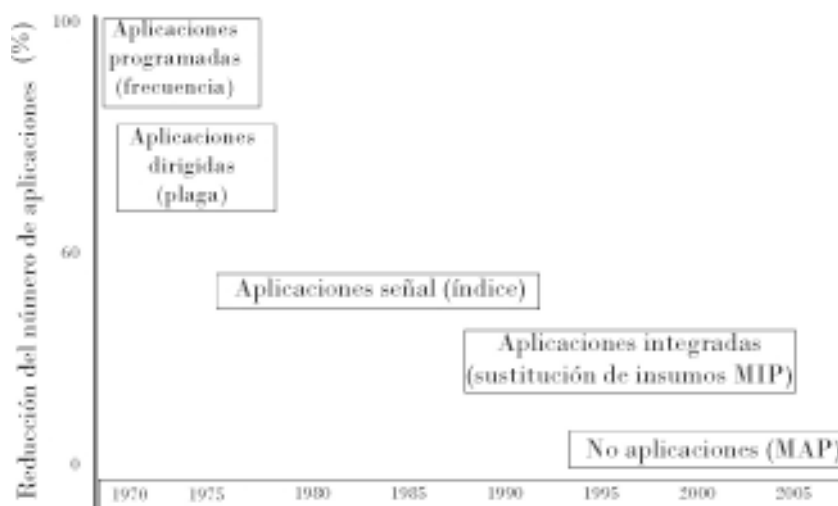 Reducción del número de aplicaciones (%)
100
60
0
Aplicaciones
programadas
(frecuencia)
Aplicaciones
dirigidas
(plaga)
Aplicaciones señal (índice)
Aplicaciones integradas
(sustitución de insumos MIP)
No aplicaciones (MAP)
1970 1975 1980 1985 1990 1995 2000 2005